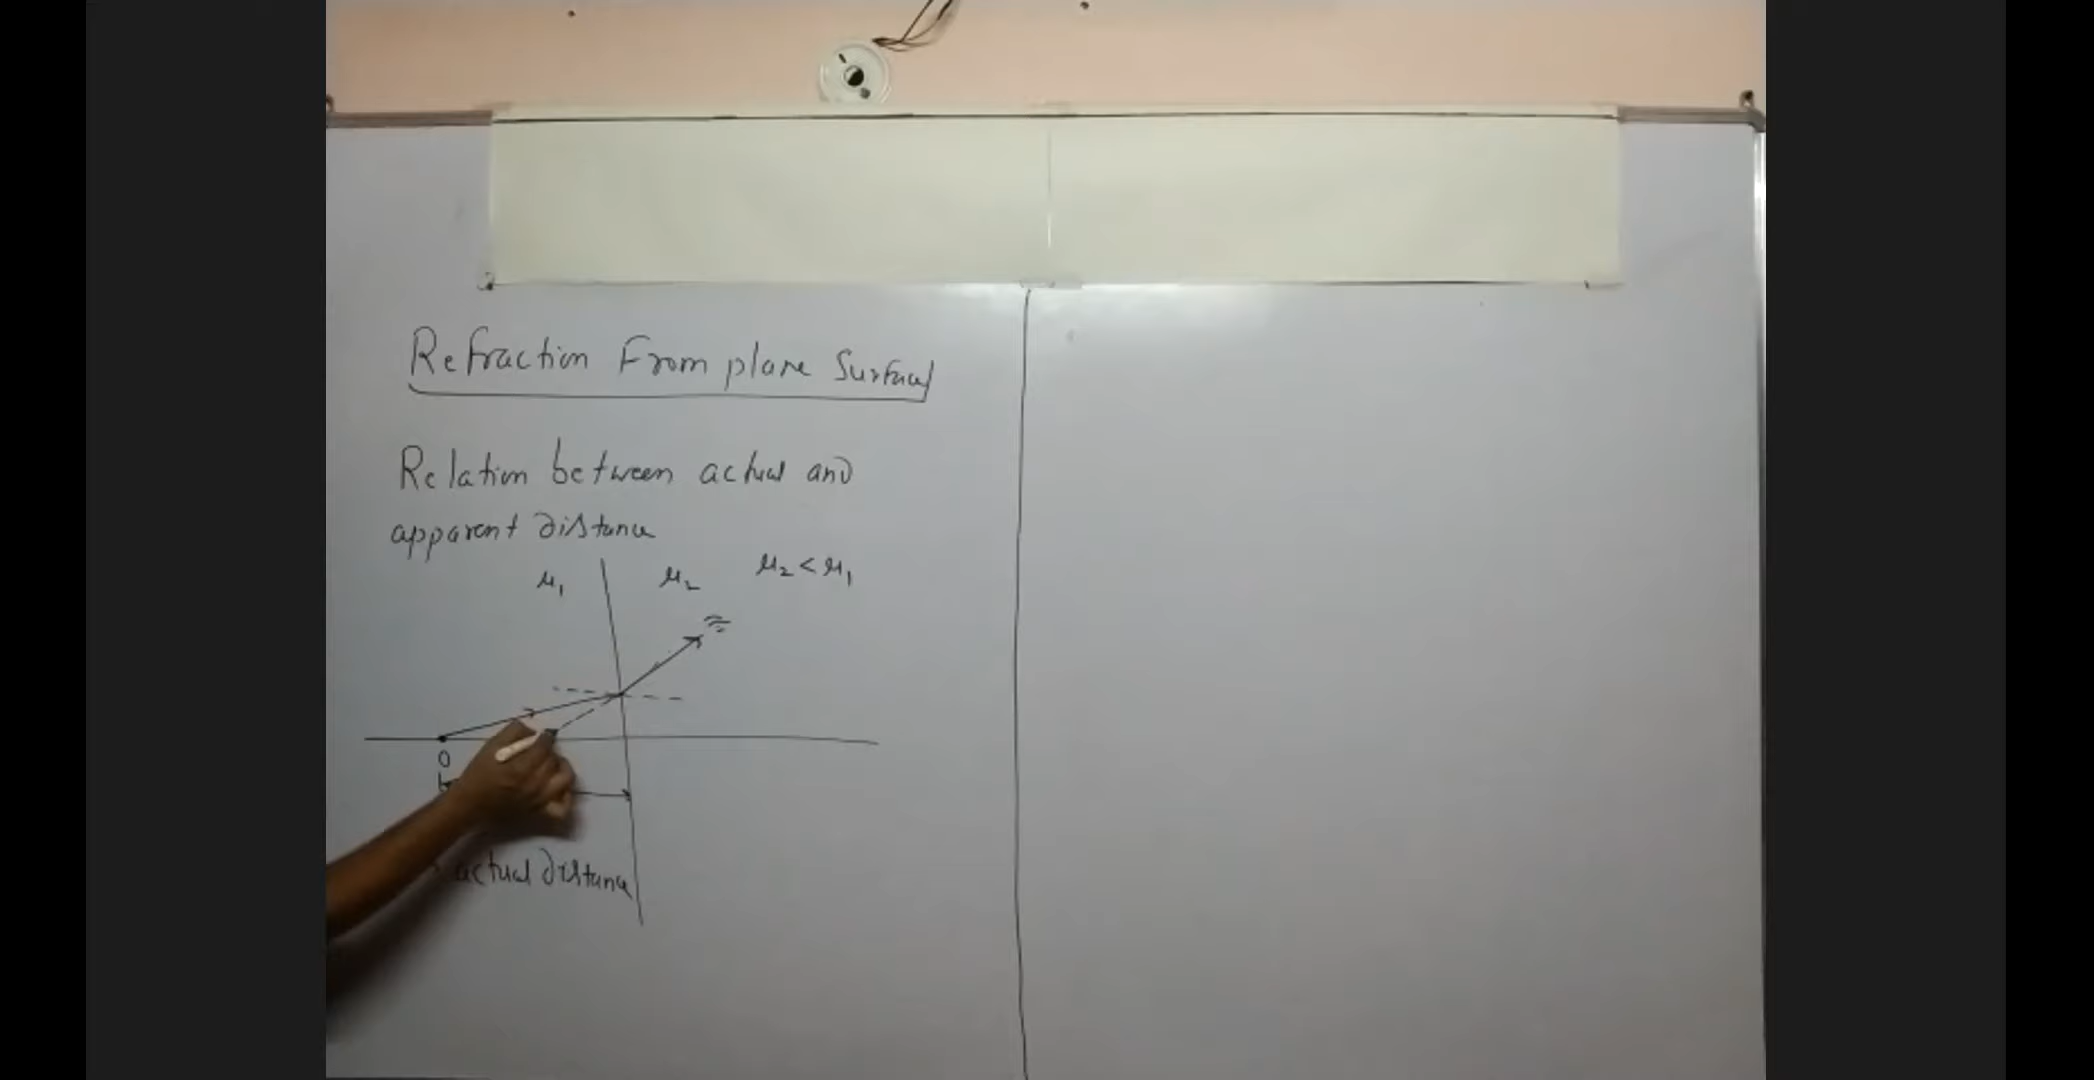 Refraction From plane Surface
Relation between actual and
apparent distance
μ₁ μ₂ μ₂ < μ₁
O
actual distance